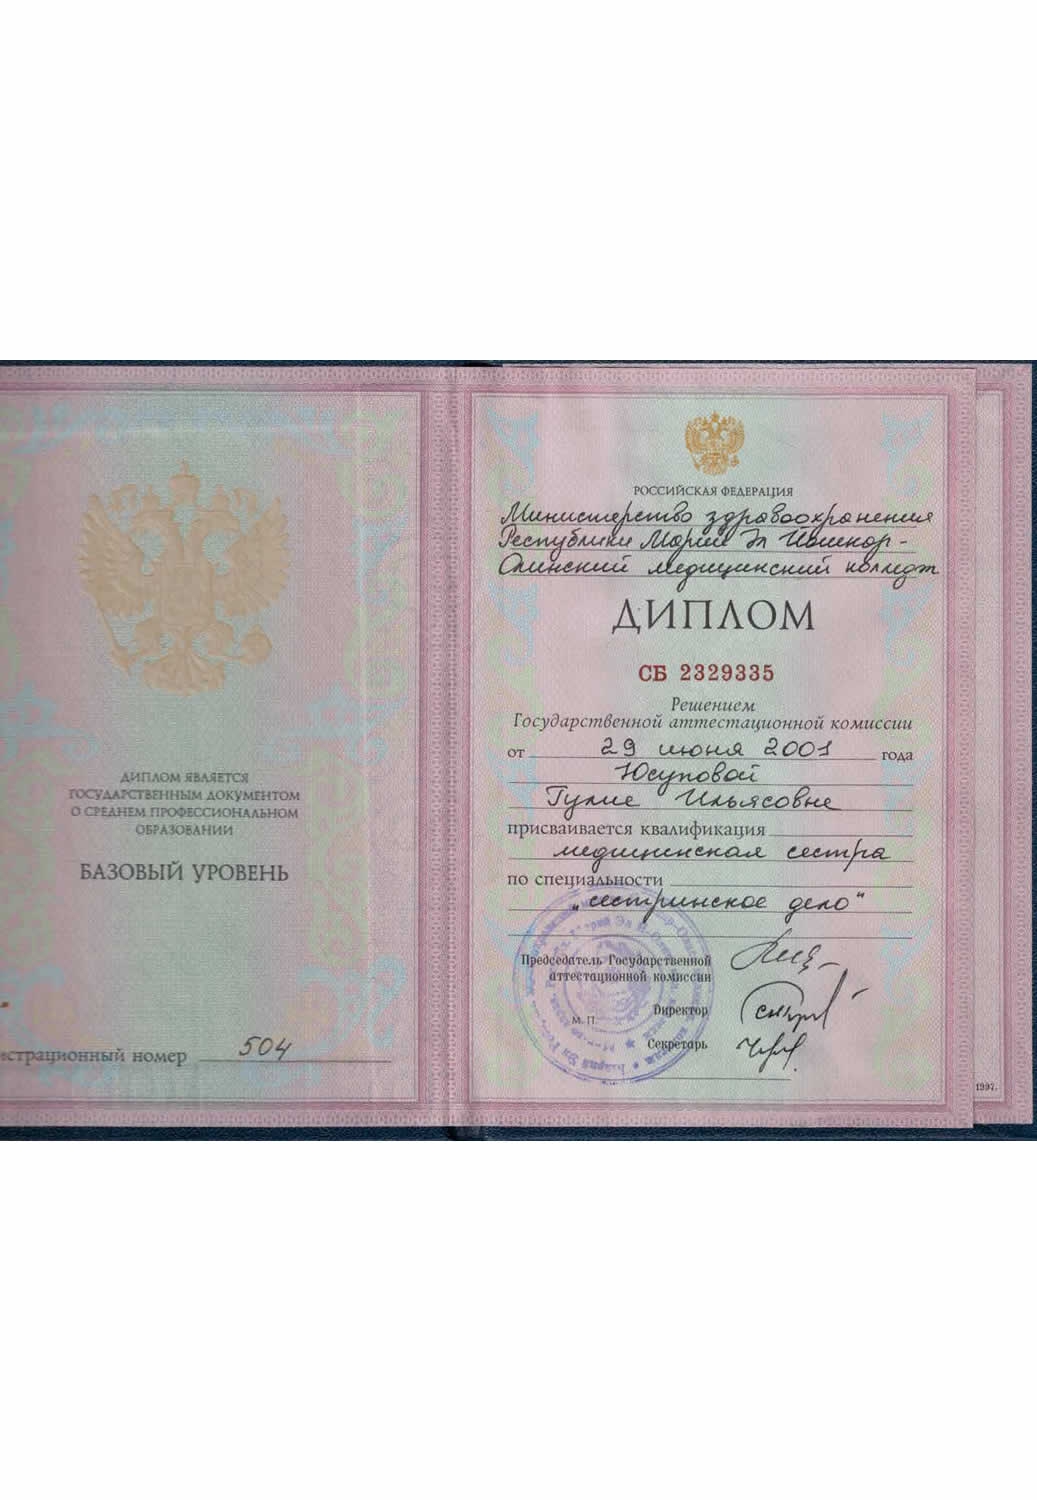 ДИПЛОМ ЯВЛЯЕТСЯ
ГОСУДАРСТВЕННЫМ ДОКУМЕНТОМ
О СРЕДНЕМ ПРОФЕССИОНАЛЬНОМ
ОБРАЗОВАНИИ
БАЗОВЫЙ УРОВЕНЬ
истрационный номер 504
РОССИЙСКАЯ ФЕДЕРАЦИЯ
Министерство здравоохранения
Республики Марий Эл Йошкар-
Олинский медицинский колледж
ДИПЛОМ
СБ 2329335
Решением
Государственной аттестационной комиссии
от 29 июня 2001 года
Юсуповой
Гулие Ильясовне
присваивается квалификация
медицинская сестра
по специальности
"сестринское дело"
Председатель Государственной
аттестационной комиссии
М. П.
Директор
Секретарь
1997.